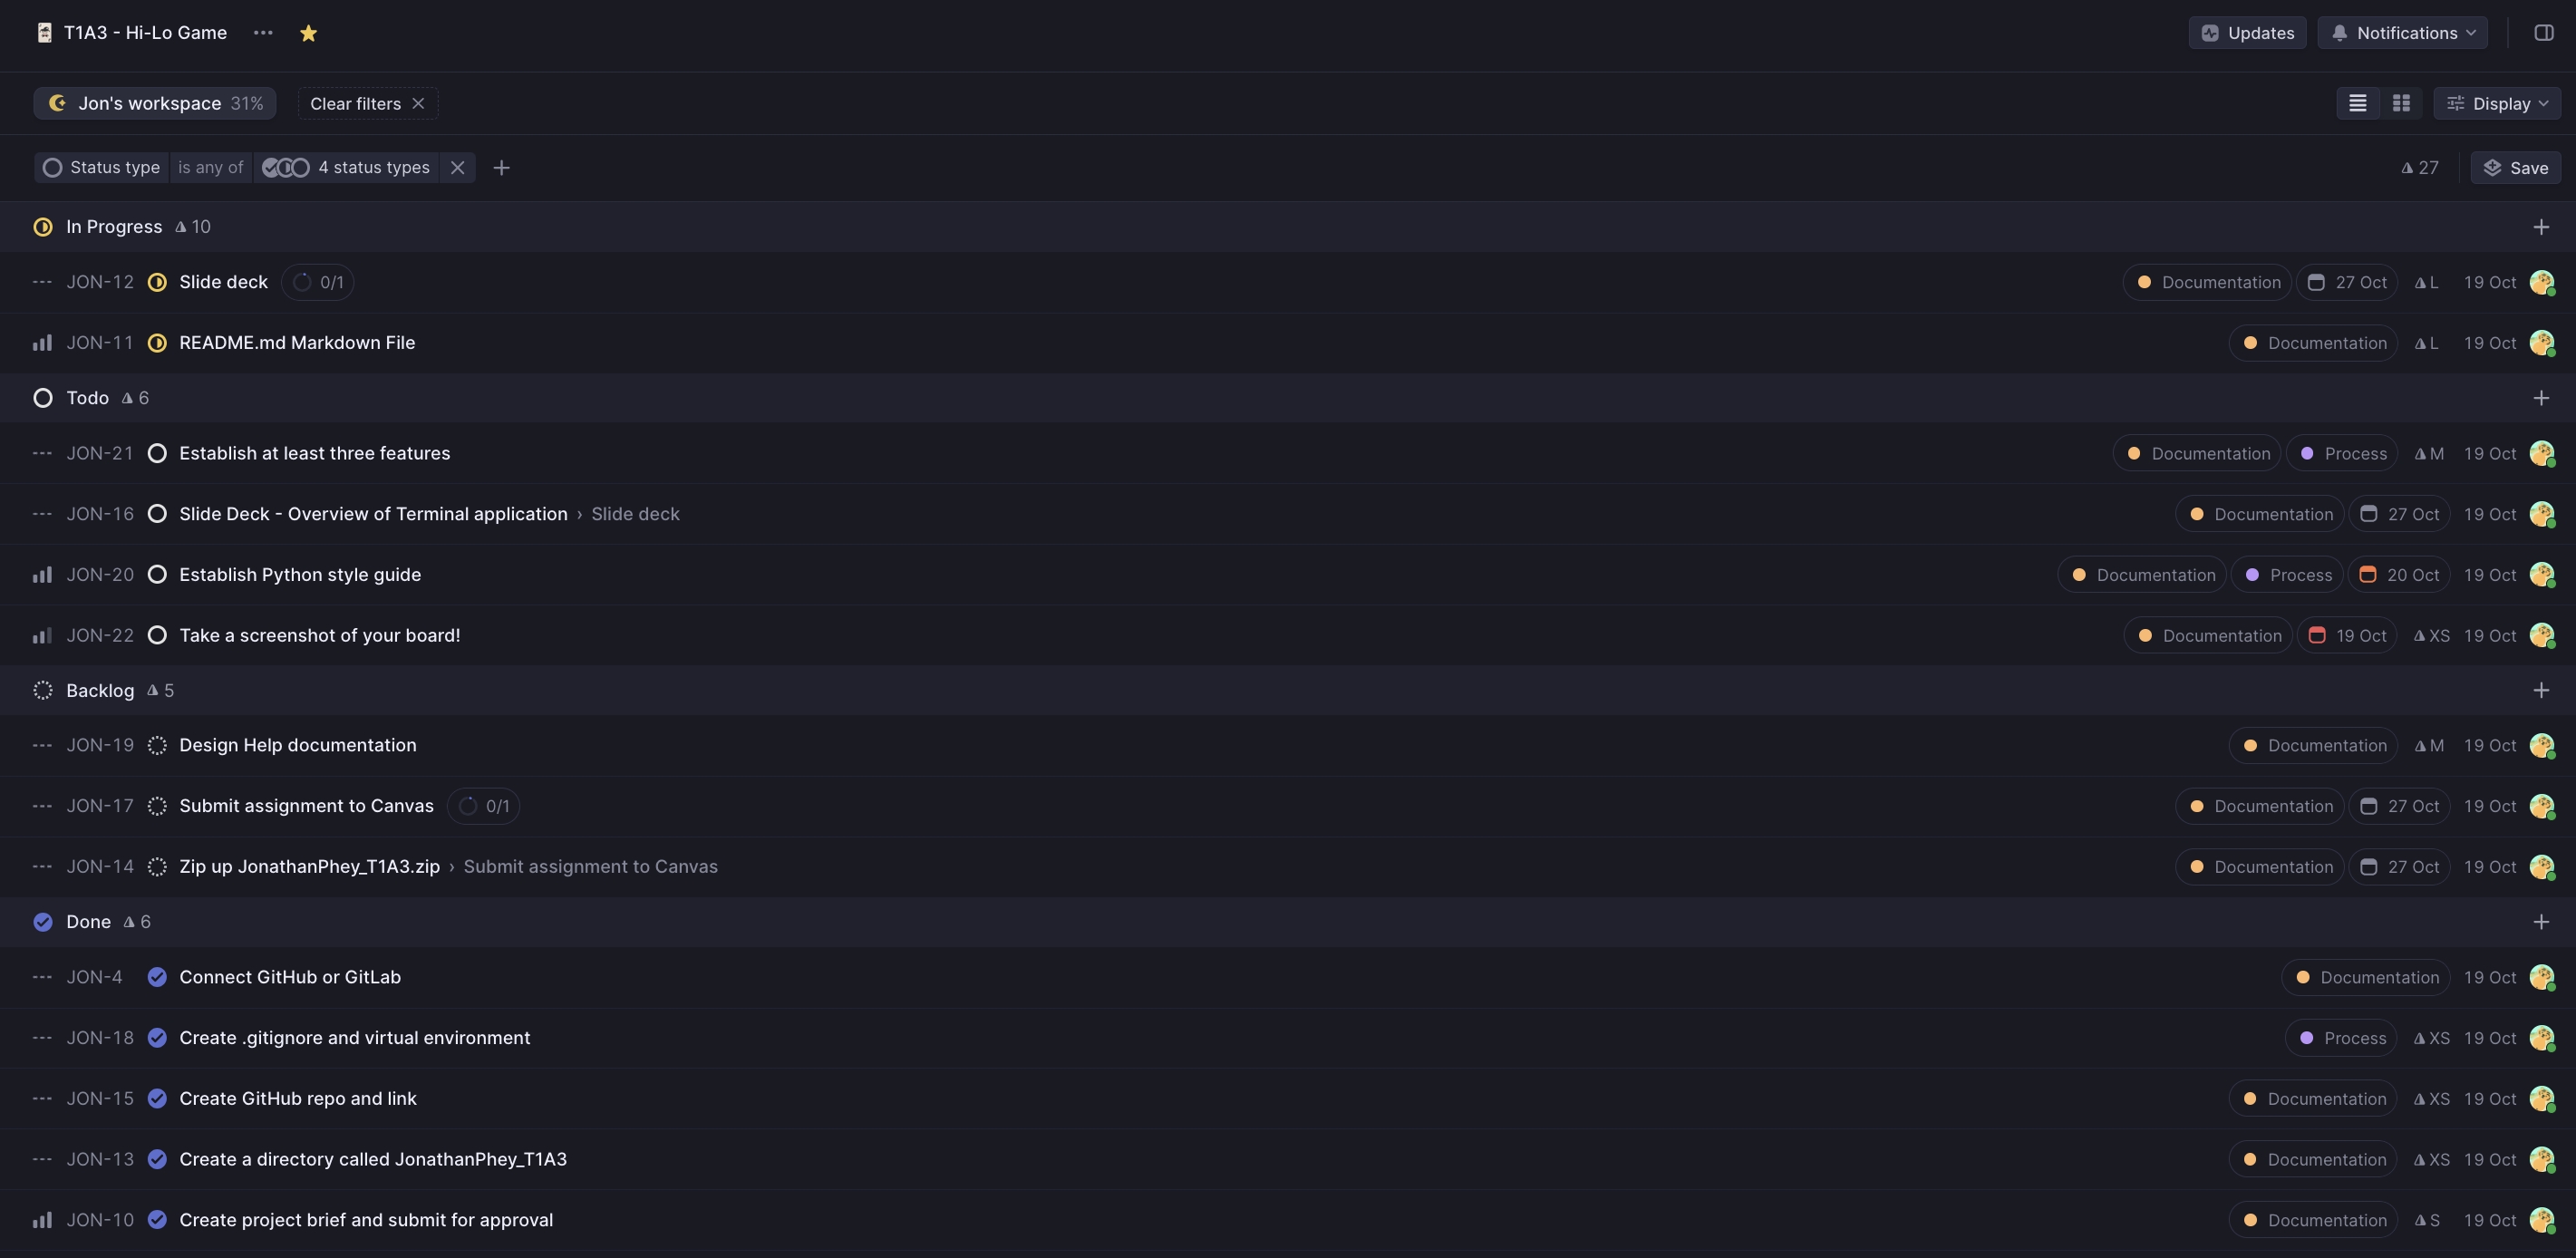 T1A3 - Hi-Lo Game ... Updates Notifications
Jon's workspace 31% Clear filters Display
Status type is any of 4 status types 27 Save
In Progress 10
JON-12 Slide deck 0/1 Documentation 27 Oct L 19 Oct
JON-11 README.md Markdown File Documentation L 19 Oct
Todo 6
JON-21 Establish at least three features Documentation Process M 19 Oct
JON-16 Slide Deck - Overview of Terminal application › Slide deck Documentation 27 Oct 19 Oct
JON-20 Establish Python style guide Documentation Process 20 Oct 19 Oct
JON-22 Take a screenshot of your board! Documentation 19 Oct XS 19 Oct
Backlog 5
JON-19 Design Help documentation Documentation M 19 Oct
JON-17 Submit assignment to Canvas 0/1 Documentation 27 Oct 19 Oct
JON-14 Zip up JonathanPhey_T1A3.zip › Submit assignment to Canvas Documentation 27 Oct 19 Oct
Done 6
JON-4 Connect GitHub or GitLab Documentation 19 Oct
JON-18 Create .gitignore and virtual environment Process XS 19 Oct
JON-15 Create GitHub repo and link Documentation XS 19 Oct
JON-13 Create a directory called JonathanPhey_T1A3 Documentation XS 19 Oct
JON-10 Create project brief and submit for approval Documentation S 19 Oct